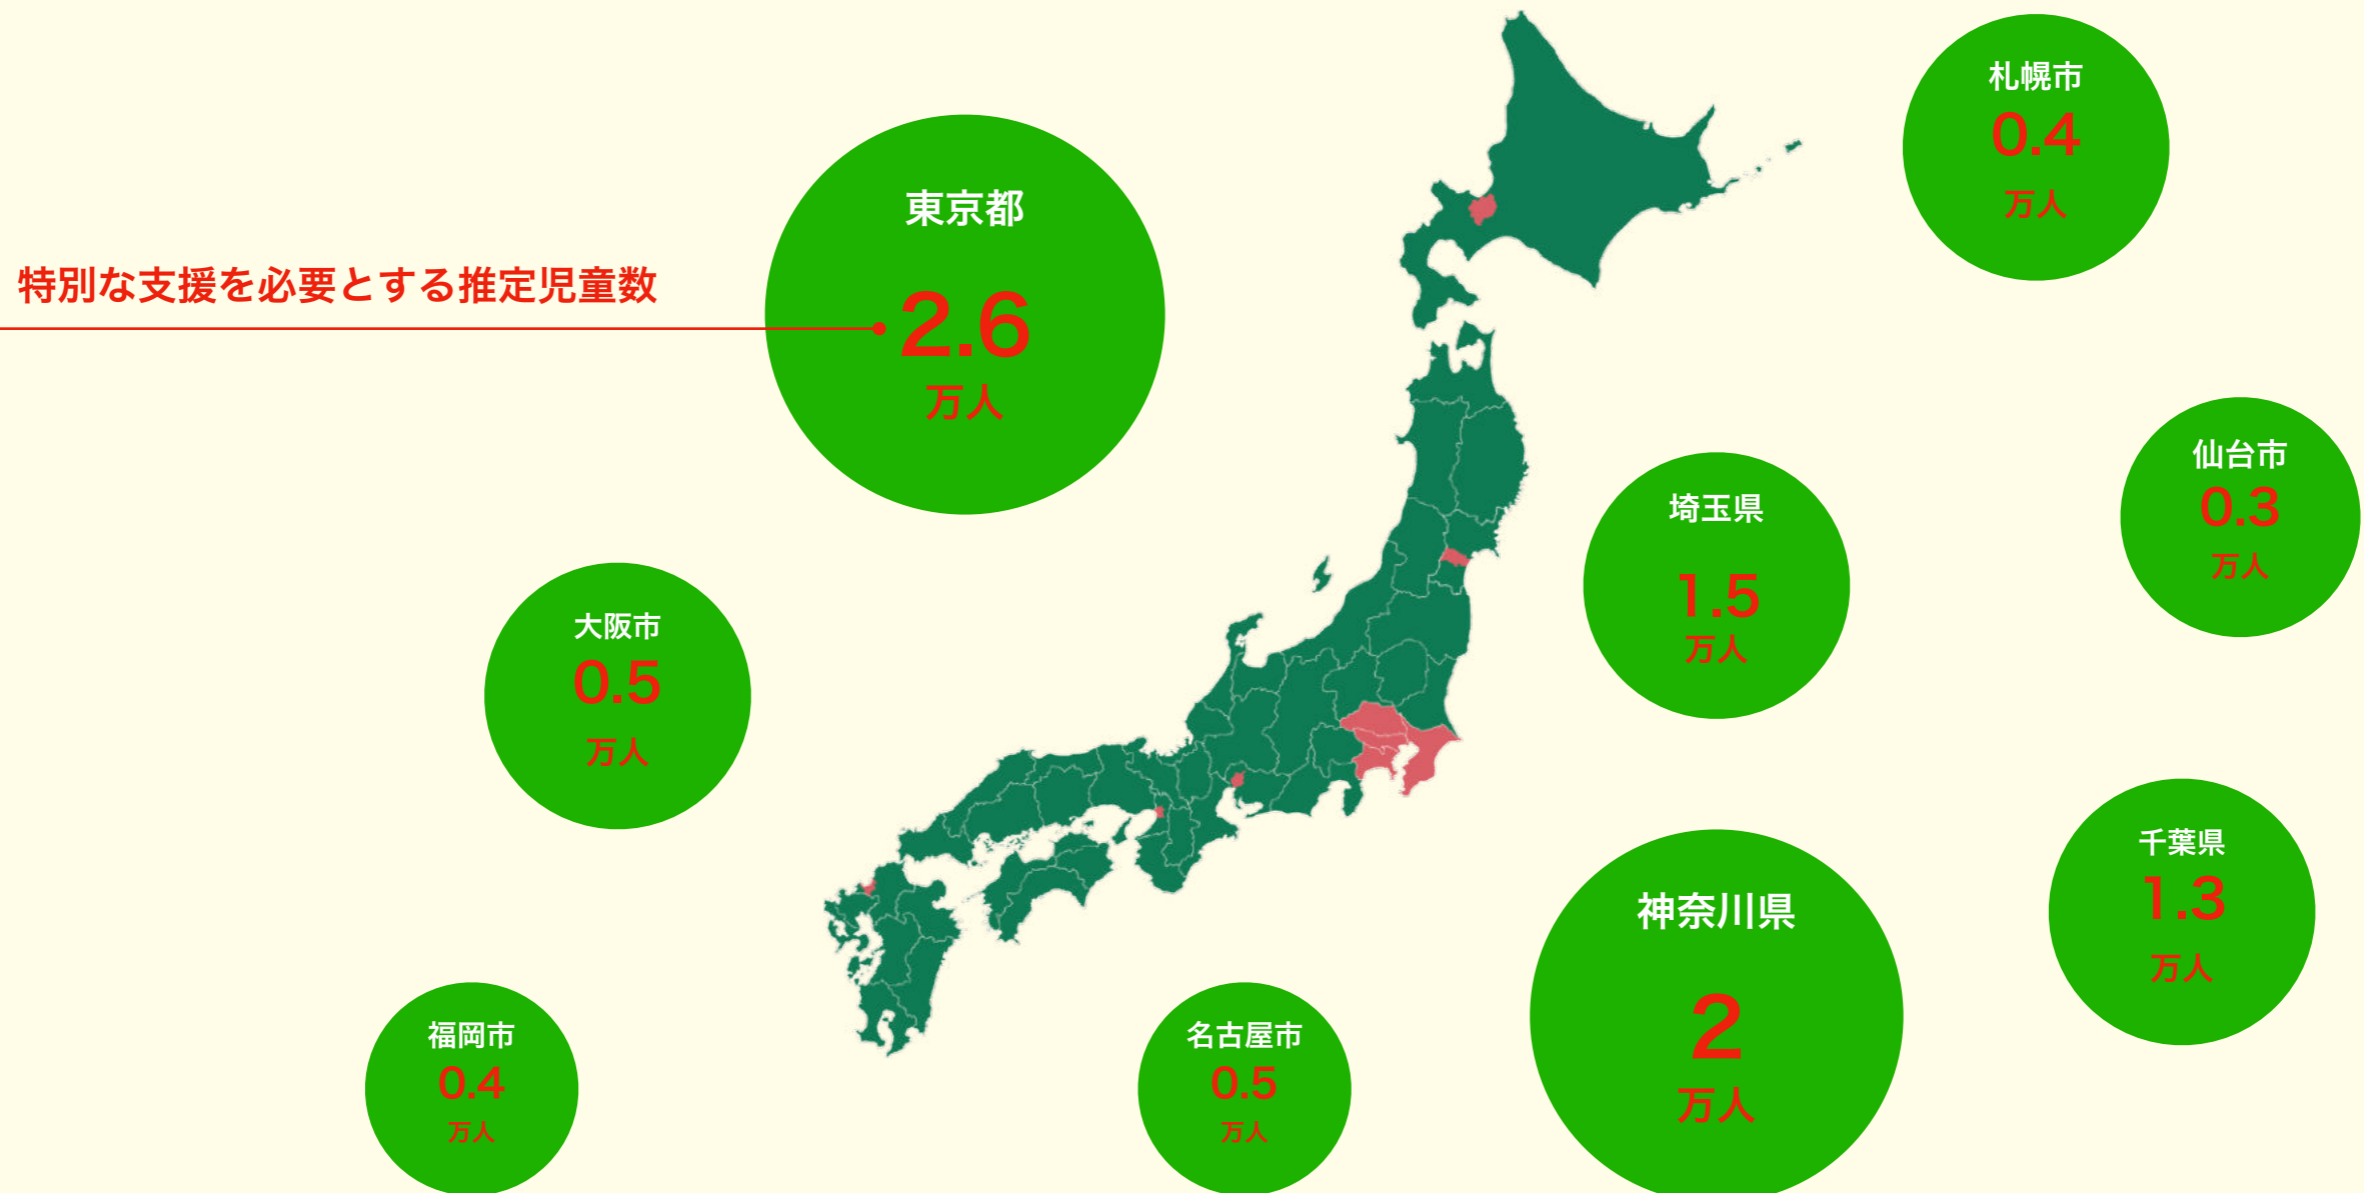 特別な支援を必要とする推定児童数
東京都
2.6
万人
札幌市
0.4
万人
仙台市
0.3
万人
埼玉県
1.5
万人
大阪市
0.5
万人
千葉県
1.3
万人
神奈川県
2
万人
福岡市
0.4
万人
名古屋市
0.5
万人